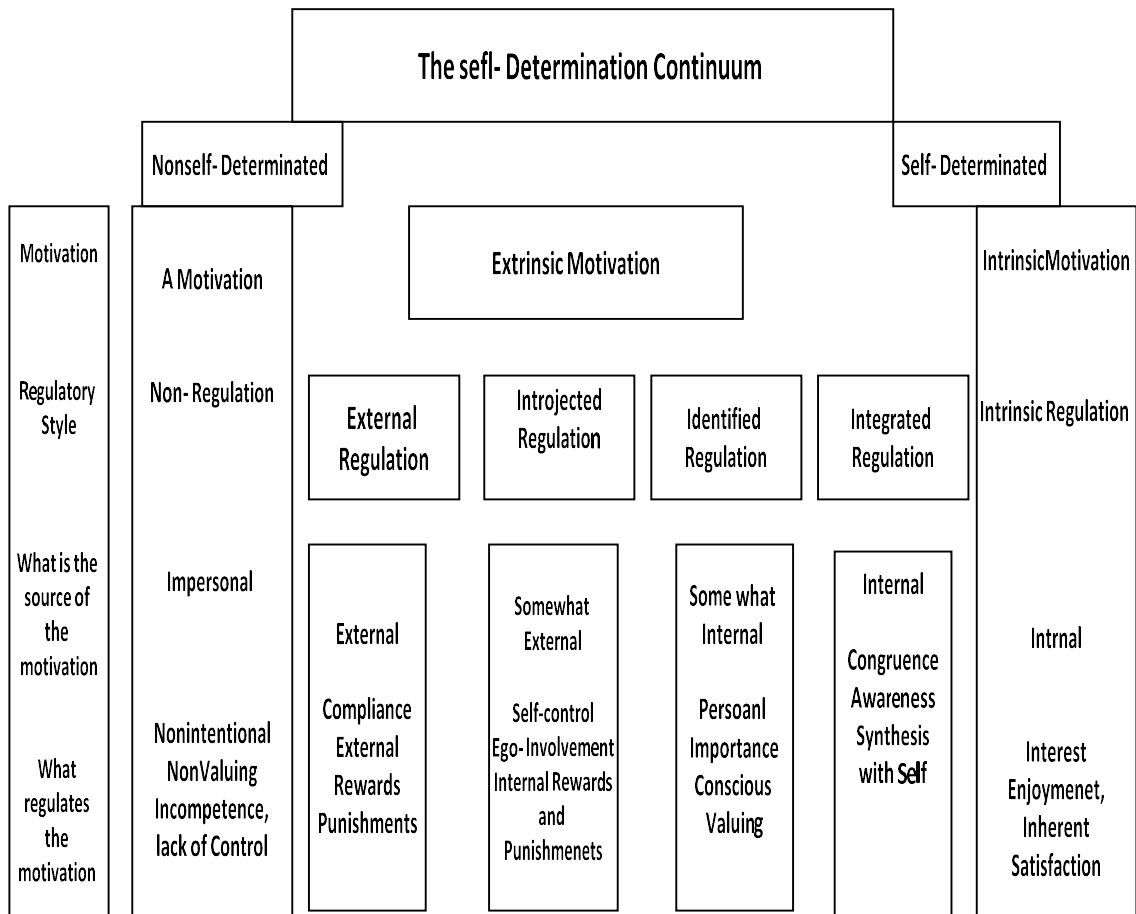 The sefl- Determination Continuum
Nonself- Determinated
Self- Determinated
Motivation
A Motivation
Extrinsic Motivation
IntrinsicMotivation
Regulatory
Style
Non- Regulation
External
Regulation
Introjected
Regulation
Identified
Regulation
Integrated
Regulation
Intrinsic Regulation
What is the
source of
the
motivation
Impersonal
External
Somewhat
External
Some what
Internal
Internal
Intrnal
What
regulates
the
motivation
Nonintentional
NonValuing
Incompetence,
lack of Control
Compliance
External
Rewards
Punishments
Self-control
Ego- Involvement
Internal Rewards
and
Punishmenets
Persoanl
Importance
Conscious
Valuing
Congruence
Awareness
Synthesis
with Self
Interest
Enjoymenet,
Inherent
Satisfaction